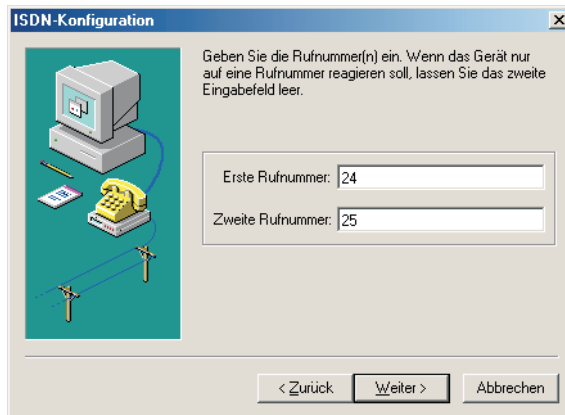 ISDN-Konfiguration
Geben Sie die Rufnummer(n) ein. Wenn das Gerät nur
auf eine Rufnummer reagieren soll, lassen Sie das zweite
Eingabefeld leer.
Erste Rufnummer: 24
Zweite Rufnummer: 25
< Zurück Weiter > Abbrechen